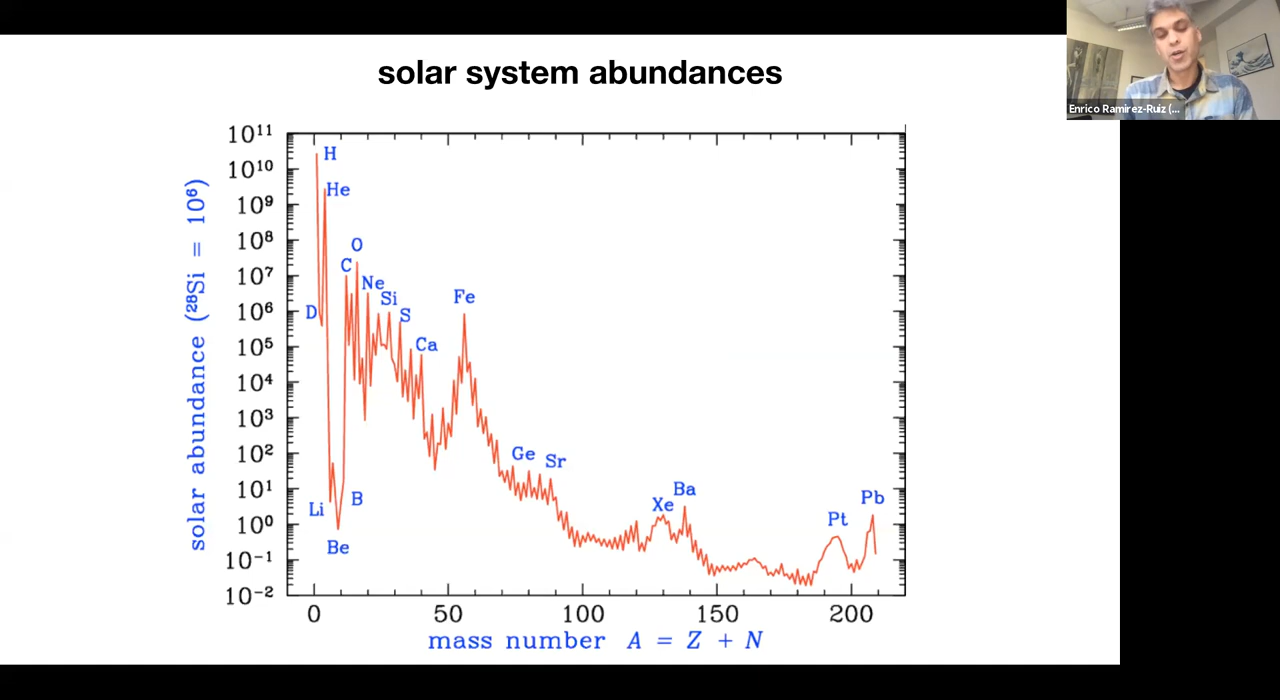 solar system abundances
Enrico Ramirez-Ruiz (...
10¹¹
10¹⁰
10⁹
10⁸
10⁷
10⁶
10⁵
10⁴
10³
10²
10¹
10⁰
10⁻¹
10⁻²
solar abundance (²⁸Si = 10⁶)
H
He
D
O
C
Ne
Si
S
Ca
Fe
Li
B
Be
Ge
Sr
Xe
Ba
Pt
Pb
0 50 100 150 200
mass number A = Z + N